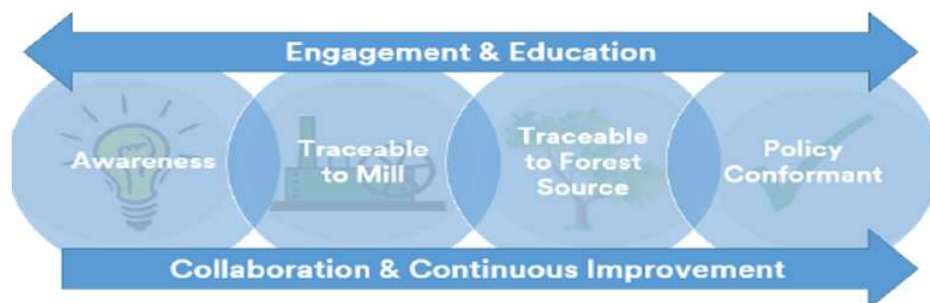 Engagement & Education
Awareness
Traceable
to Mill
Traceable
to Forest
Source
Policy
Conformant
Collaboration & Continuous Improvement